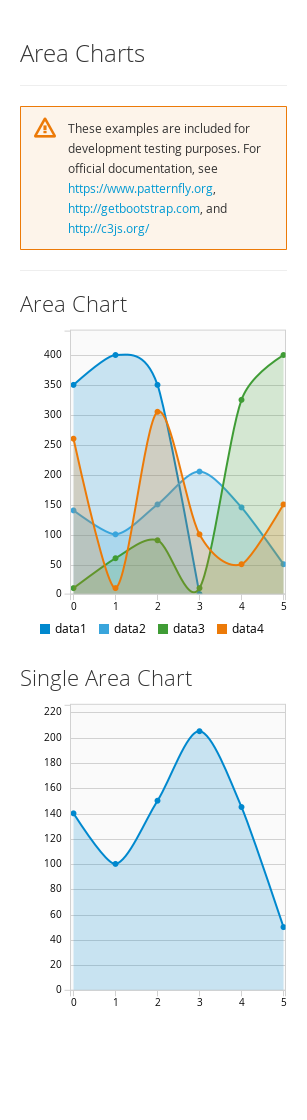 Area Charts
These examples are included for
development testing purposes. For
official documentation, see
https://www.patternfly.org,
http://getbootstrap.com, and
http://c3js.org/
Area Chart
400
350
300
250
200
150
100
50
0
0 1 2 3 4 5
data1 data2 data3 data4
Single Area Chart
220
200
180
160
140
120
100
80
60
40
20
0
0 1 2 3 4 5